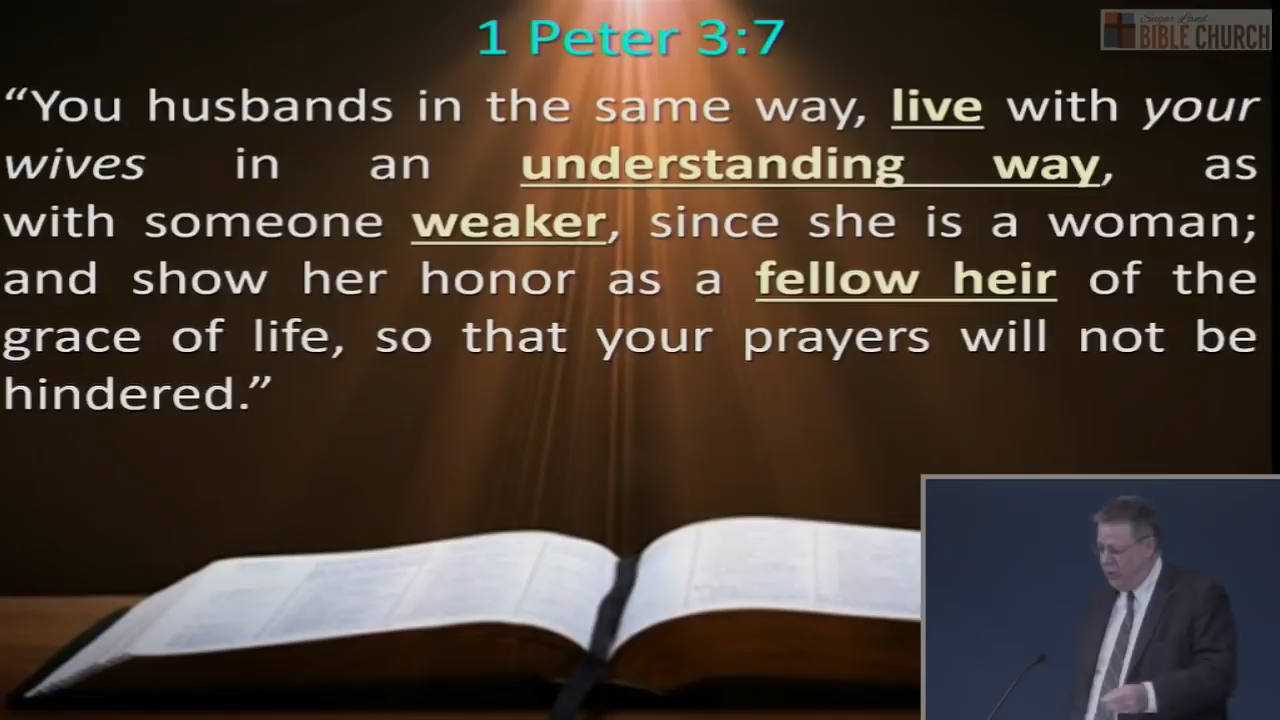 1 Peter 3:7
Sugar Land
BIBLE CHURCH
“You husbands in the same way, live with your
wives in an understanding way, as
with someone weaker, since she is a woman;
and show her honor as a fellow heir of the
grace of life, so that your prayers will not be
hindered.”